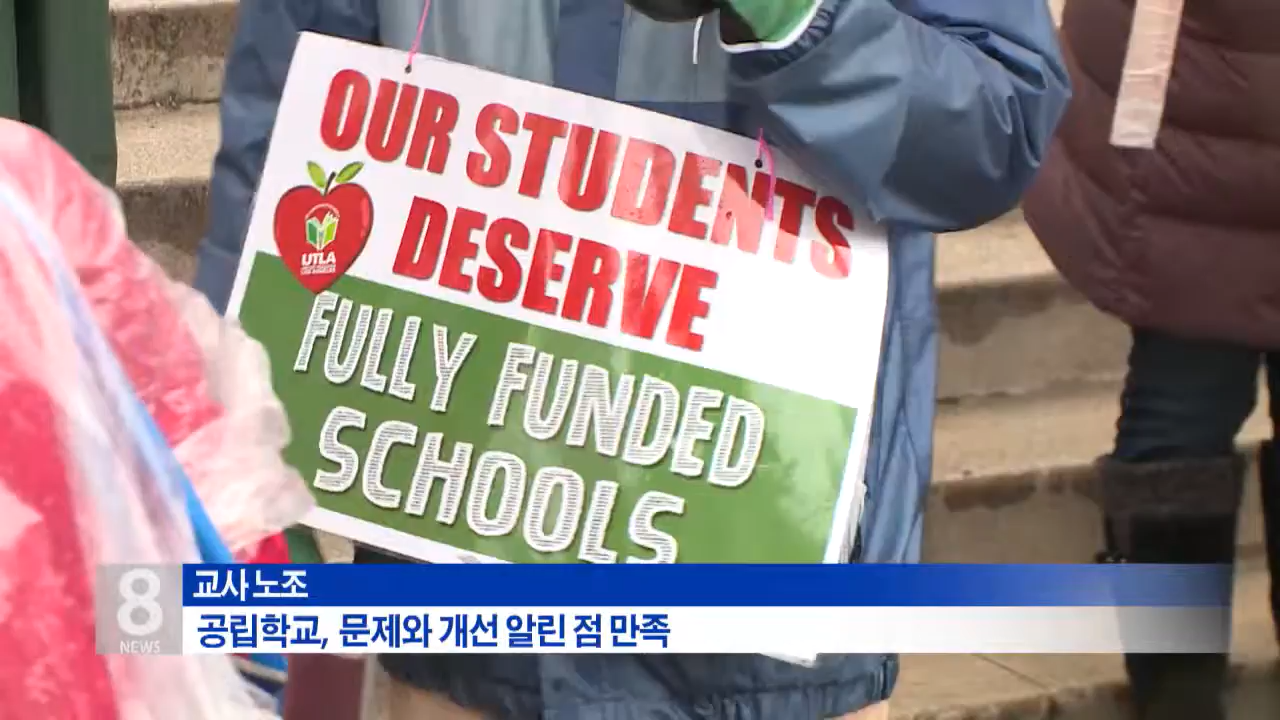 OUR STUDENTS
DESERVE
UTLA
FULLY FUNDED
SCHOOLS
8
NEWS
교사 노조
공립학교, 문제와 개선 알린 점 만족